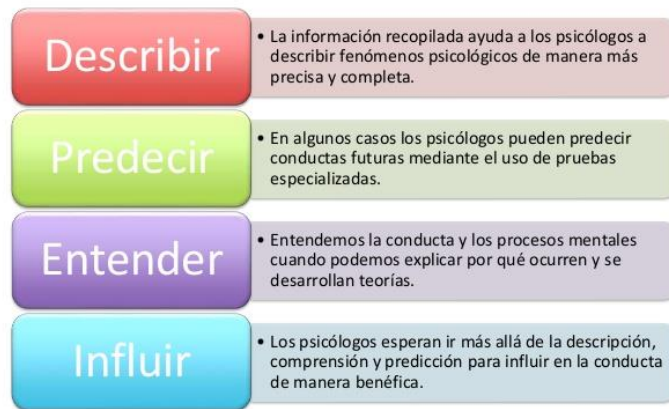 Describir
• La información recopilada ayuda a los psicólogos a
describir fenómenos psicológicos de manera más
precisa y completa.
Predecir
• En algunos casos los psicólogos pueden predecir
conductas futuras mediante el uso de pruebas
especializadas.
Entender
• Entendemos la conducta y los procesos mentales
cuando podemos explicar por qué ocurren y se
desarrollan teorías.
Influir
• Los psicólogos esperan ir más allá de la descripción,
comprensión y predicción para influir en la conducta
de manera benéfica.